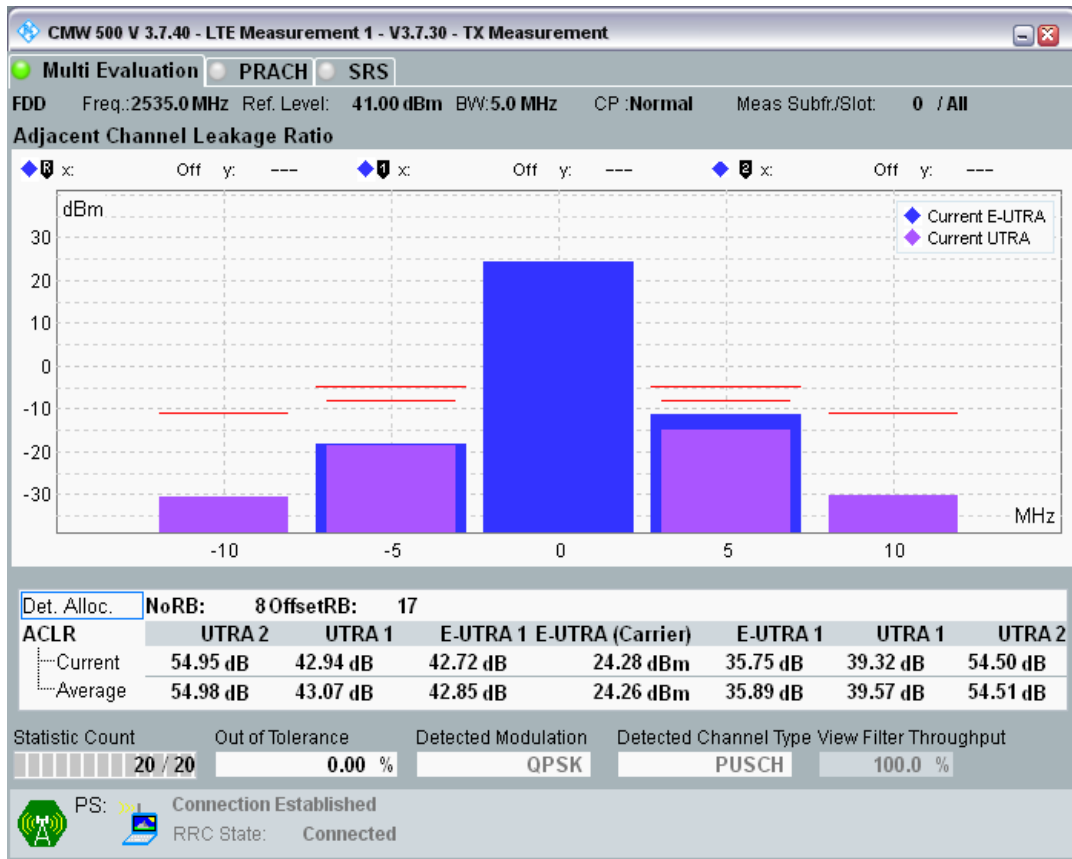 CMW 500 V 3.7.40 - LTE Measurement 1 - V3.7.30 - TX Measurement
Multi Evaluation PRACH SRS
FDD Freq.:2535.0 MHz Ref. Level: 41.00 dBm BW:5.0 MHz CP :Normal Meas Subfr./Slot: 0 / All
Adjacent Channel Leakage Ratio
R x: Off y: --- 1 x: Off y: --- 2 x: Off y: ---
dBm
Current E-UTRA
Current UTRA
30
20
10
0
-10
-20
-30
MHz
-10 -5 0 5 10
Det. Alloc. NoRB: 8 OffsetRB: 17
ACLR UTRA 2 UTRA 1 E-UTRA 1 E-UTRA (Carrier) E-UTRA 1 UTRA 1 UTRA 2
Current 54.95 dB 42.94 dB 42.72 dB 24.28 dBm 35.75 dB 39.32 dB 54.50 dB
Average 54.98 dB 43.07 dB 42.85 dB 24.26 dBm 35.89 dB 39.57 dB 54.51 dB
Statistic Count Out of Tolerance Detected Modulation Detected Channel Type View Filter Throughput
20 / 20 0.00 % QPSK PUSCH 100.0 %
PS: Connection Established
RRC State: Connected